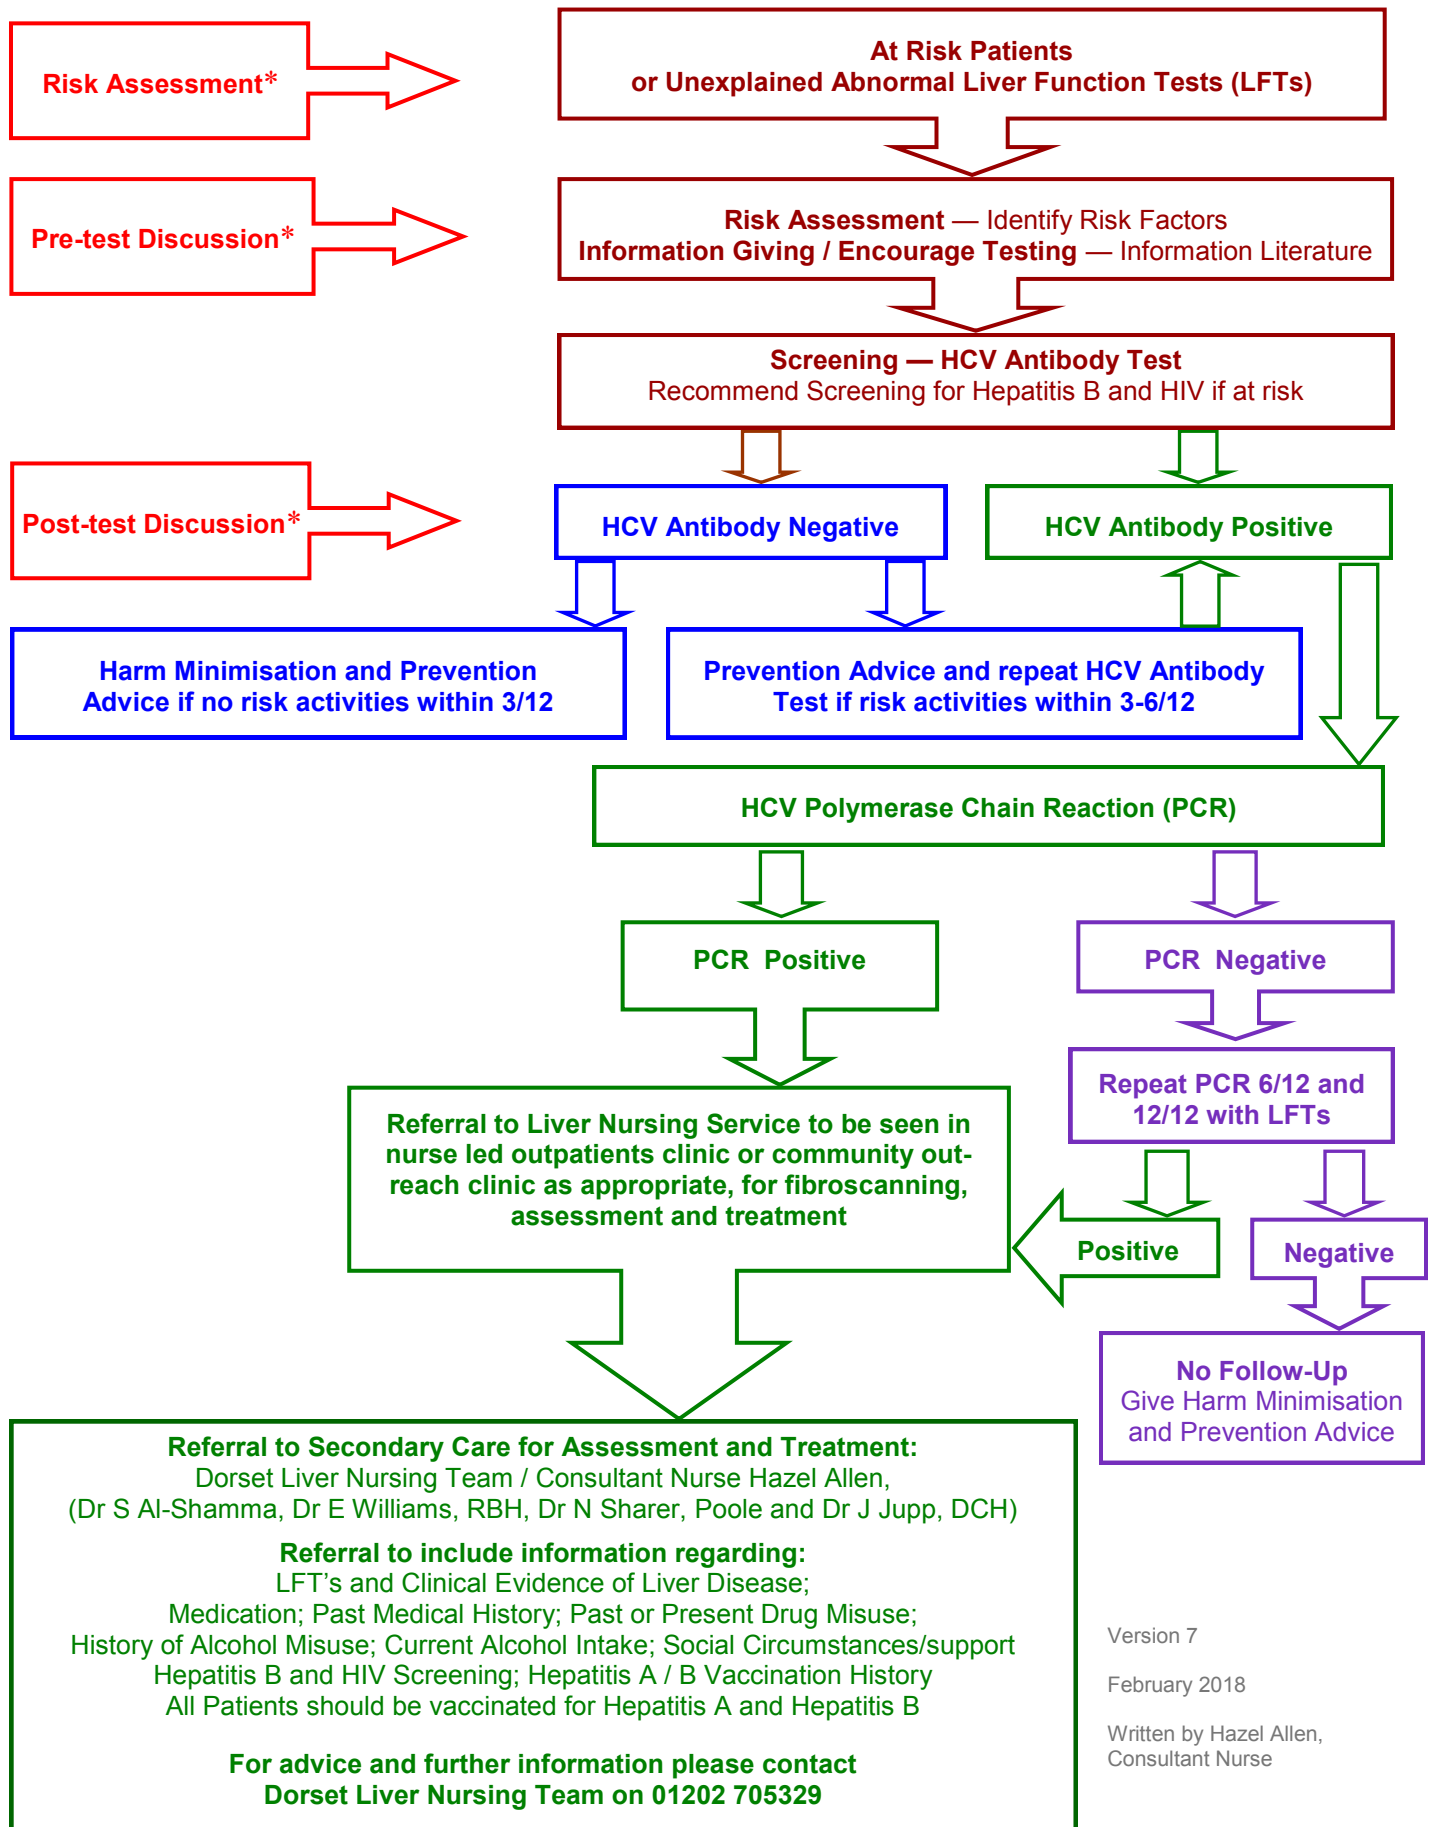 Risk Assessment*
At Risk Patients
or Unexplained Abnormal Liver Function Tests (LFTs)
Pre-test Discussion*
Risk Assessment — Identify Risk Factors
Information Giving / Encourage Testing — Information Literature
Screening — HCV Antibody Test
Recommend Screening for Hepatitis B and HIV if at risk
Post-test Discussion*
HCV Antibody Negative
HCV Antibody Positive
Harm Minimisation and Prevention
Advice if no risk activities within 3/12
Prevention Advice and repeat HCV Antibody
Test if risk activities within 3-6/12
HCV Polymerase Chain Reaction (PCR)
PCR Positive
PCR Negative
Repeat PCR 6/12 and
12/12 with LFTs
Referral to Liver Nursing Service to be seen in
nurse led outpatients clinic or community out-
reach clinic as appropriate, for fibroscanning,
assessment and treatment
Positive
Negative
No Follow-Up
Give Harm Minimisation
and Prevention Advice
Referral to Secondary Care for Assessment and Treatment:
Dorset Liver Nursing Team / Consultant Nurse Hazel Allen,
(Dr S Al-Shamma, Dr E Williams, RBH, Dr N Sharer, Poole and Dr J Jupp, DCH)
Referral to include information regarding:
LFT's and Clinical Evidence of Liver Disease;
Medication; Past Medical History; Past or Present Drug Misuse;
History of Alcohol Misuse; Current Alcohol Intake; Social Circumstances/support
Hepatitis B and HIV Screening; Hepatitis A / B Vaccination History
All Patients should be vaccinated for Hepatitis A and Hepatitis B
For advice and further information please contact
Dorset Liver Nursing Team on 01202 705329
Version 7
February 2018
Written by Hazel Allen,
Consultant Nurse